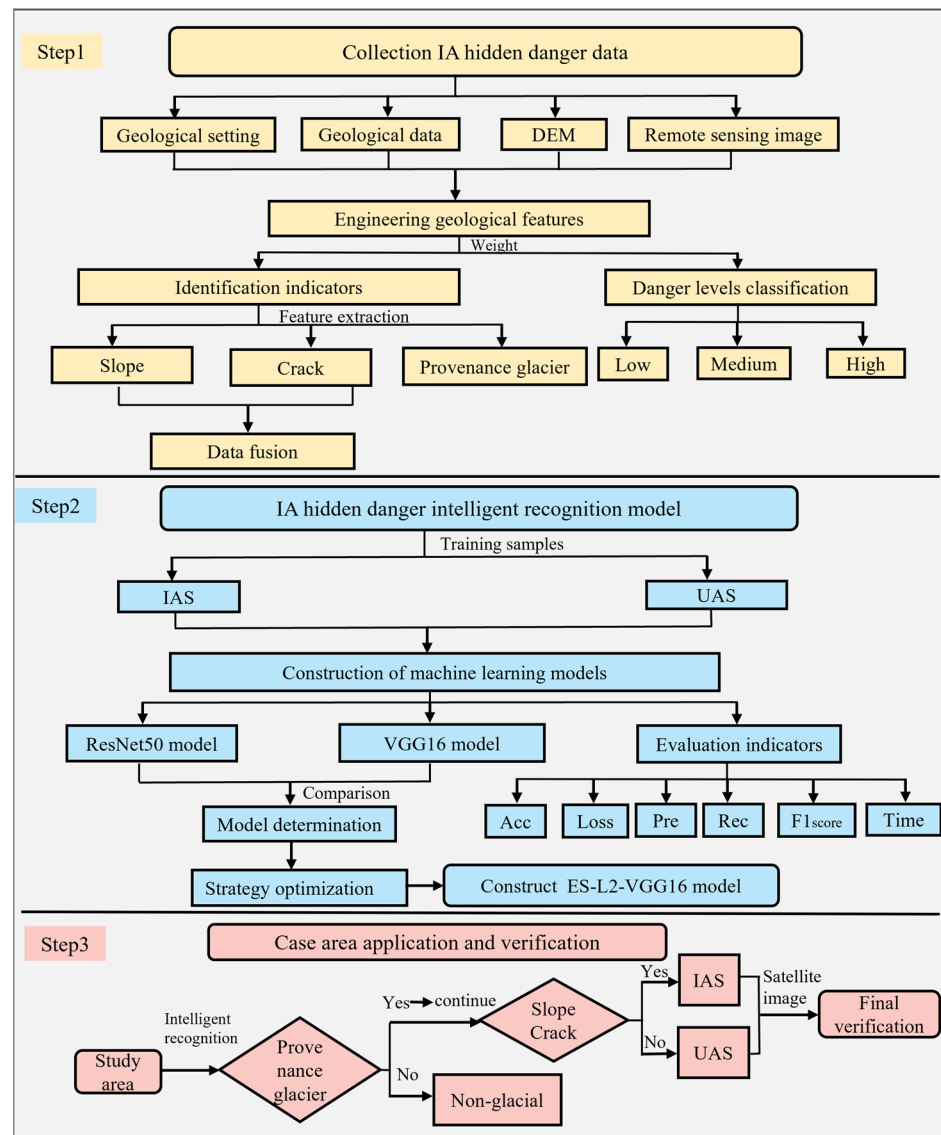 Step1
Collection IA hidden danger data
Geological setting
Geological data
DEM
Remote sensing image
Engineering geological features
Weight
Identification indicators
Danger levels classification
Feature extraction
Slope
Crack
Provenance glacier
Low
Medium
High
Data fusion
Step2
IA hidden danger intelligent recognition model
Training samples
IAS
UAS
Construction of machine learning models
ResNet50 model
VGG16 model
Evaluation indicators
Comparison
Model determination
Acc
Loss
Pre
Rec
F1score
Time
Strategy optimization
Construct ES-L2-VGG16 model
Step3
Case area application and verification
Study
area
Intelligent
recognition
Prove
nance
glacier
Yes
continue
No
Non-glacial
Slope
Crack
Yes
IAS
No
UAS
Satellite
image
Final
verification